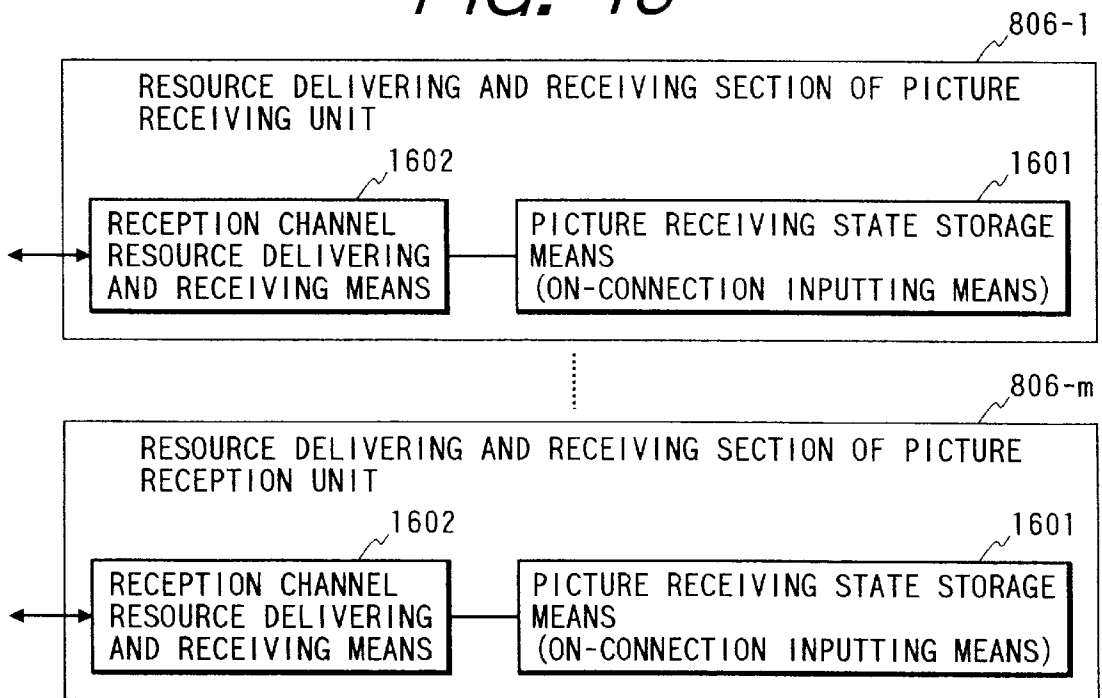 FIG.
806-1
RESOURCE DELIVERING AND RECEIVING SECTION OF PICTURE
RECEIVING UNIT
1602
1601
RECEPTION CHANNEL
RESOURCE DELIVERING
AND RECEIVING MEANS
PICTURE RECEIVING STATE STORAGE
MEANS
(ON-CONNECTION INPUTTING MEANS)
806-m
RESOURCE DELIVERING AND RECEIVING SECTION OF PICTURE
RECEPTION UNIT
1602
1601
RECEPTION CHANNEL
RESOURCE DELIVERING
AND RECEIVING MEANS
PICTURE RECEIVING STATE STORAGE
MEANS
(ON-CONNECTION INPUTTING MEANS)